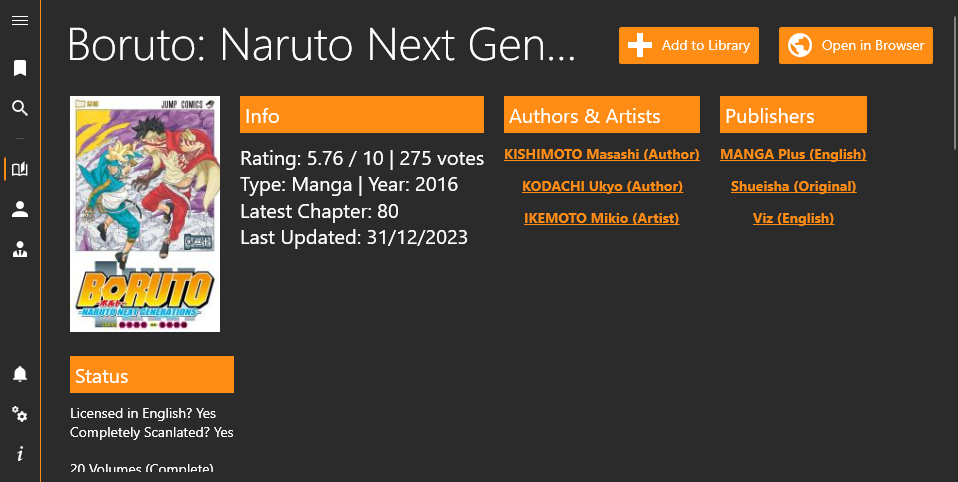 Boruto: Naruto Next Gen...
Add to Library
Open in Browser
JUMP COMICS
BORUTO
-NARUTO NEXT GENERATIONS-
Info
Rating: 5.76 / 10 | 275 votes
Type: Manga | Year: 2016
Latest Chapter: 80
Last Updated: 31/12/2023
Authors & Artists
KISHIMOTO Masashi (Author)
KODACHI Ukyo (Author)
IKEMOTO Mikio (Artist)
Publishers
MANGA Plus (English)
Shueisha (Original)
Viz (English)
Status
Licensed in English? Yes
Completely Scanlated? Yes
20 Volumes (Complete)